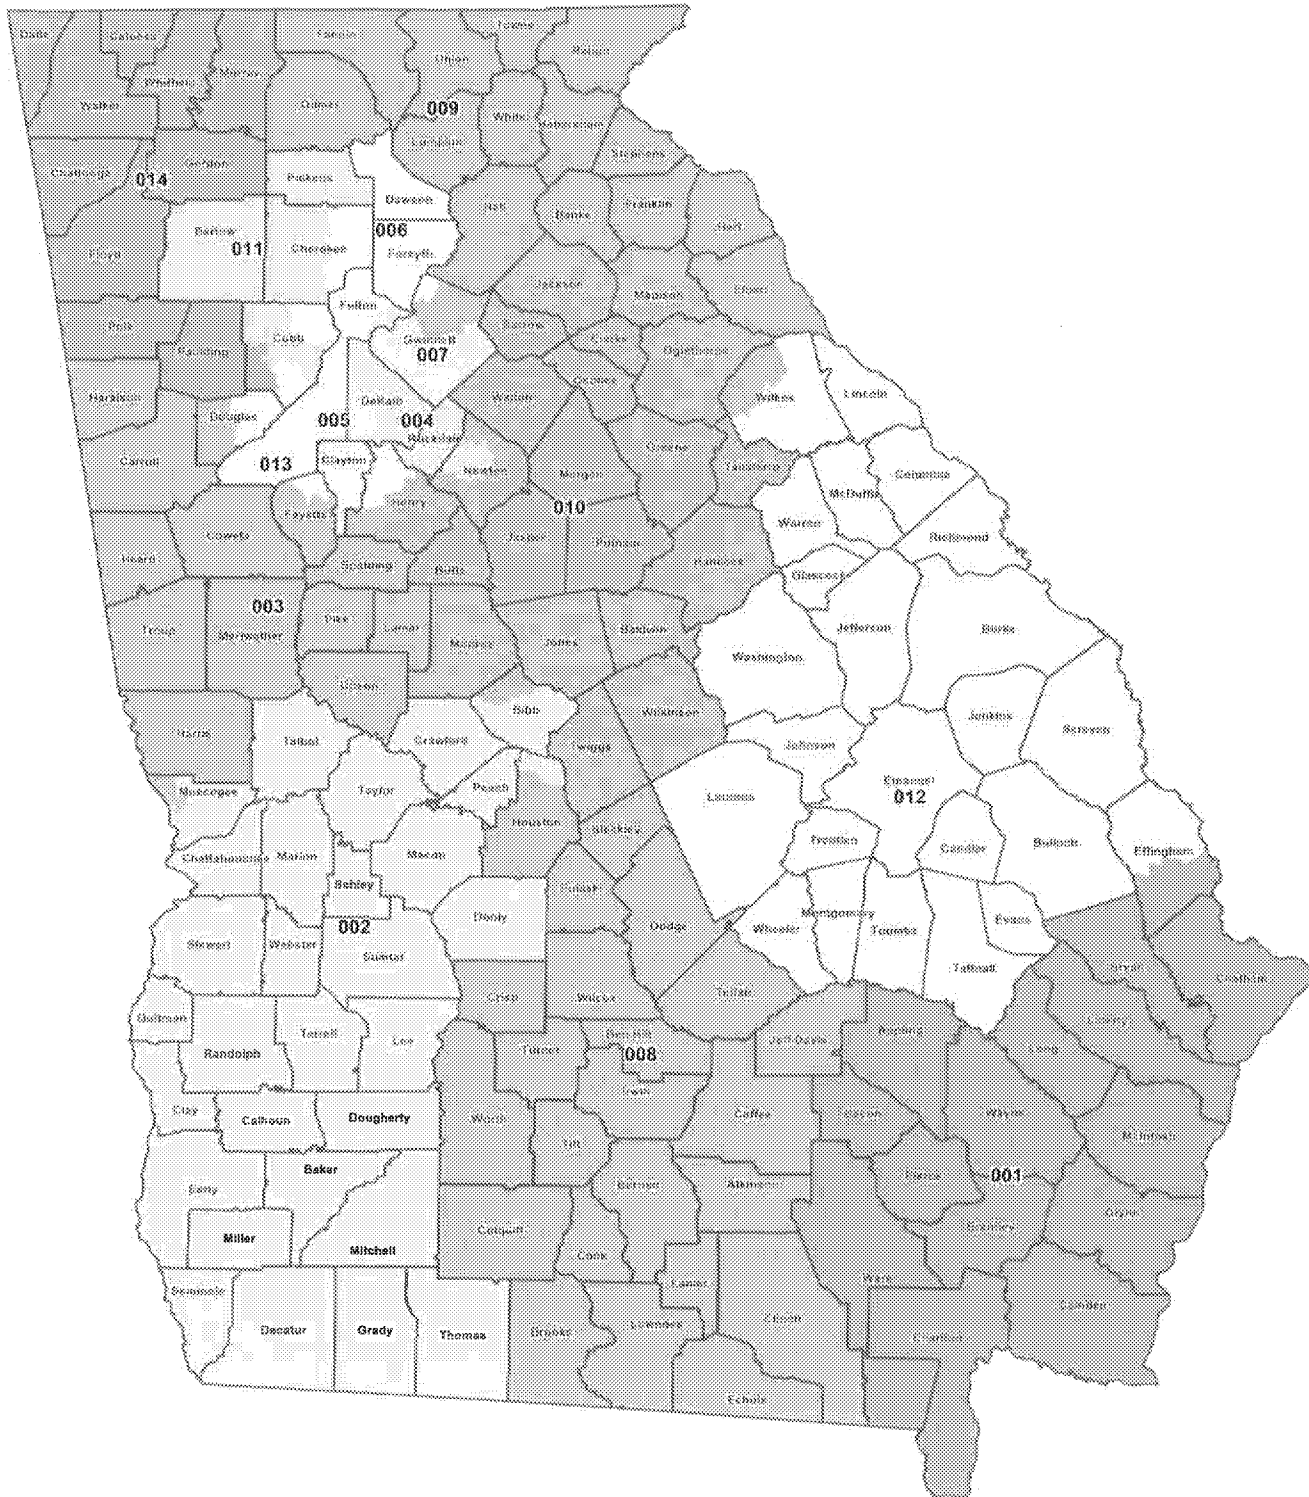 Dade
Catoosa
Fannin
Towns
Rabun
Union
Whitfield
Murray
Walker
Gilmer
009
White
Habersham
Lumpkin
Stephens
Chattooga
014
Gordon
Pickens
Dawson
Hall
Banks
Franklin
Hart
Bartow
011
Cherokee
006
Forsyth
Floyd
Jackson
Madison
Elbert
Fulton
Polk
Paulding
Cobb
Gwinnett
007
Barrow
Clarke
Oglethorpe
Oconee
Haralson
Douglas
DeKalb
Walton
Wilkes
Lincoln
005
004
Rockdale
Carroll
013
Clayton
Newton
Morgan
Greene
Taliaferro
Columbia
McDuffie
Fayette
Henry
010
Warren
Coweta
Jasper
Putnam
Richmond
Heard
Spalding
Butts
Hancock
Glascock
003
Troup
Meriwether
Pike
Lamar
Monroe
Jones
Baldwin
Jefferson
Burke
Washington
Upson
Bibb
Wilkinson
Jenkins
Screven
Harris
Talbot
Crawford
Twiggs
Johnson
Muscogee
Taylor
Peach
Laurens
Emanuel
012
Houston
Bleckley
Chattahoochee
Marion
Macon
Treutlen
Candler
Bulloch
Effingham
Schley
Pulaski
Dooly
Dodge
Montgomery
Evans
002
Stewart
Webster
Sumter
Wheeler
Toombs
Tattnall
Bryan
Chatham
Crisp
Wilcox
Telfair
Quitman
Terrell
Lee
Randolph
Turner
Ben Hill
008
Jeff Davis
Appling
Long
Liberty
Irwin
Clay
Calhoun
Dougherty
Worth
Tift
Coffee
Bacon
Wayne
McIntosh
Early
Baker
Berrien
Atkinson
Pierce
001
Miller
Mitchell
Colquitt
Cook
Brantley
Glynn
Seminole
Lanier
Ware
Camden
Decatur
Grady
Thomas
Brooks
Lowndes
Clinch
Charlton
Echols